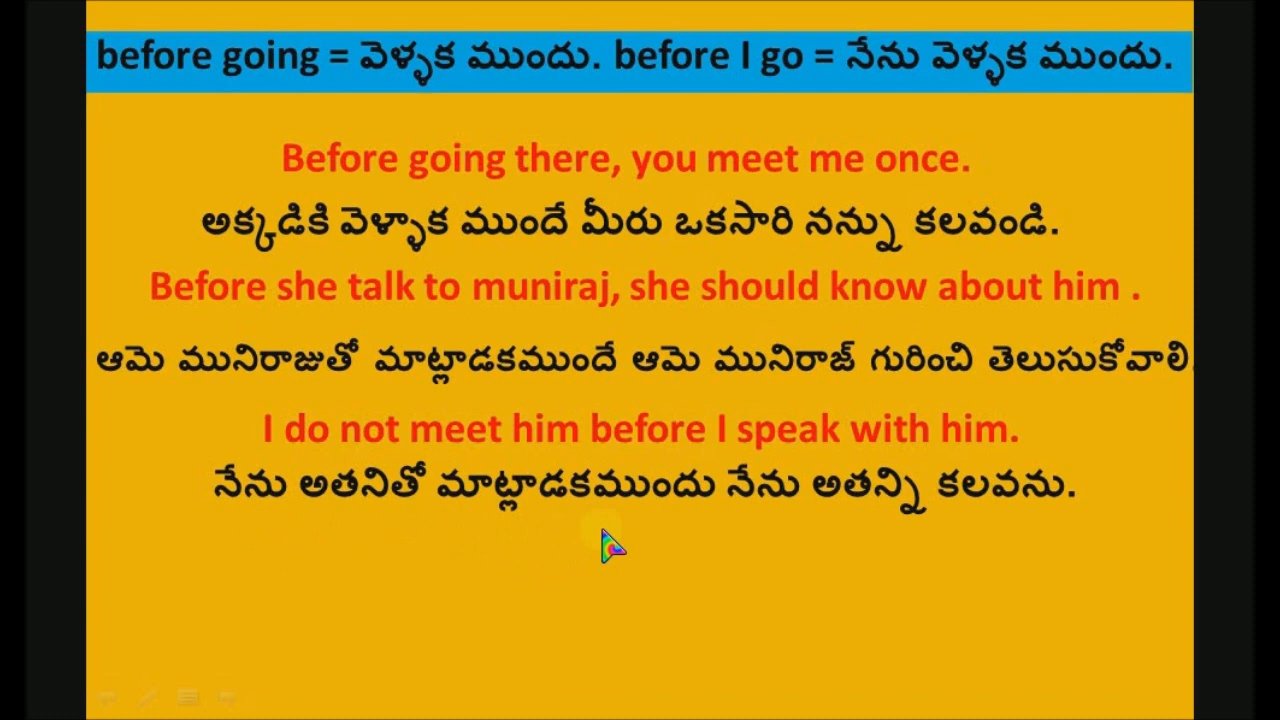 before going = వెళ్ళక ముందు. before I go = నేను వెళ్ళక ముందు.
Before going there, you meet me once.
అక్కడికి వెళ్ళాక ముందే మీరు ఒకసారి నన్ను కలవండి.
Before she talk to muniraj, she should know about him .
ఆమె మునిరాజుతో మాట్లాడకముందే ఆమె మునిరాజ్ గురించి తెలుసుకోవాలి.
I do not meet him before I speak with him.
నేను అతనితో మాట్లాడకముందు నేను అతన్ని కలవను.